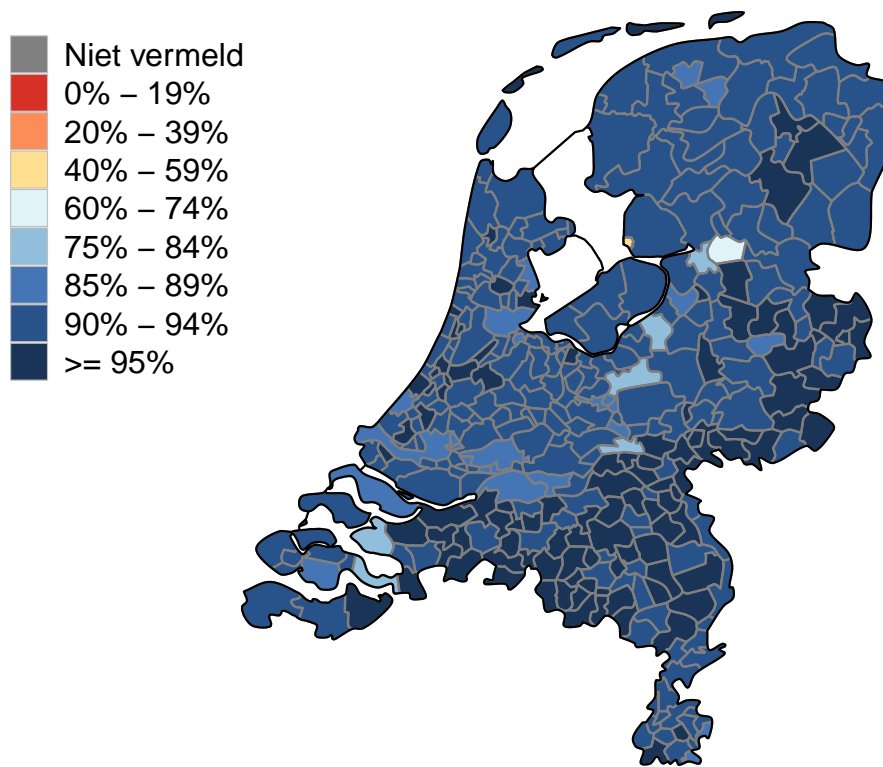 Niet vermeld
0% – 19%
20% – 39%
40% – 59%
60% – 74%
75% – 84%
85% – 89%
90% – 94%
>= 95%